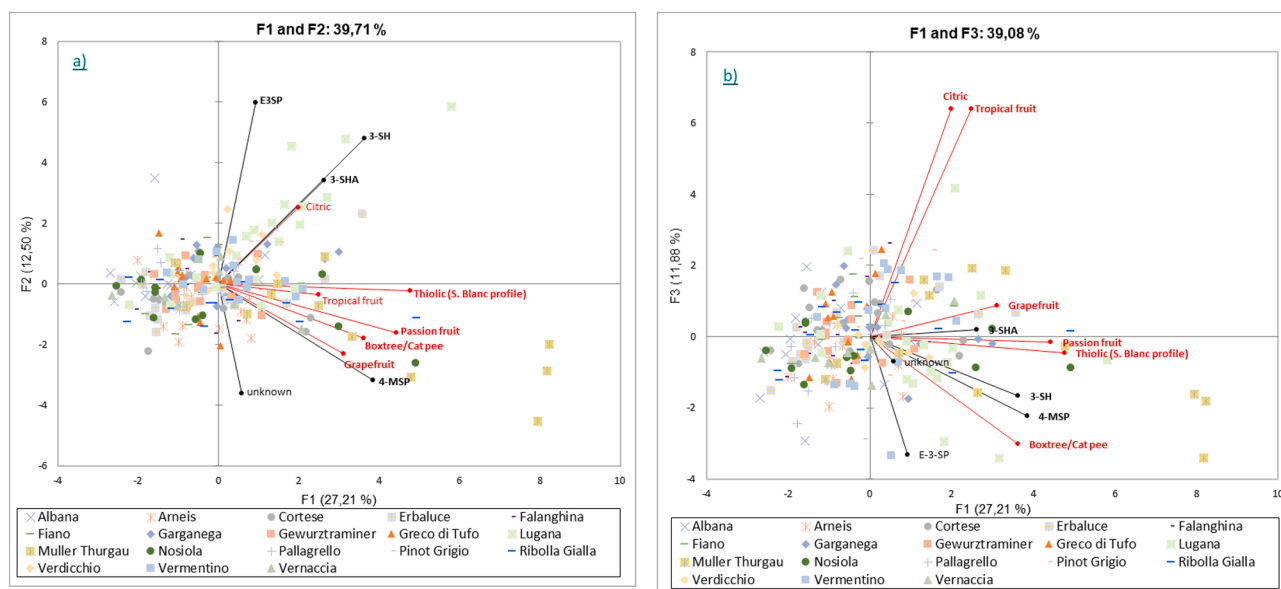 F1 and F2: 39,71 %
a)
8
6
4
2
0
-2
-4
-6
F2 (12,50 %)
E3SP
3-SH
3-SHA
Citric
Thiolic (S. Blanc profile)
Tropical fruit
Passion fruit
Boxtree/Cat pee
Grapefruit
4-MSP
unknown
-4 -2 0 2 4 6 8 10
F1 (27,21 %)
Albana Arneis Cortese Erbaluce Falanghina
Fiano Garganega Gewurztraminer Greco di Tufo Lugana
Muller Thurgau Nosiola Pallagrello Pinot Grigio Ribolla Gialla
Verdicchio Vermentino Vernaccia
F1 and F3: 39,08 %
b)
8
6
4
2
0
-2
-4
F3 (11,88 %)
Citric
Tropical fruit
Grapefruit
3-SHA
Passion fruit
Thiolic (S. Blanc profile)
unknown
3-SH
4-MSP
Boxtree/Cat pee
E-3-SP
-4 -2 0 2 4 6 8 10
F1 (27,21 %)
Albana Arneis Cortese Erbaluce Falanghina
Fiano Garganega Gewurztraminer Greco di Tufo Lugana
Muller Thurgau Nosiola Pallagrello Pinot Grigio Ribolla Gialla
Verdicchio Vermentino Vernaccia